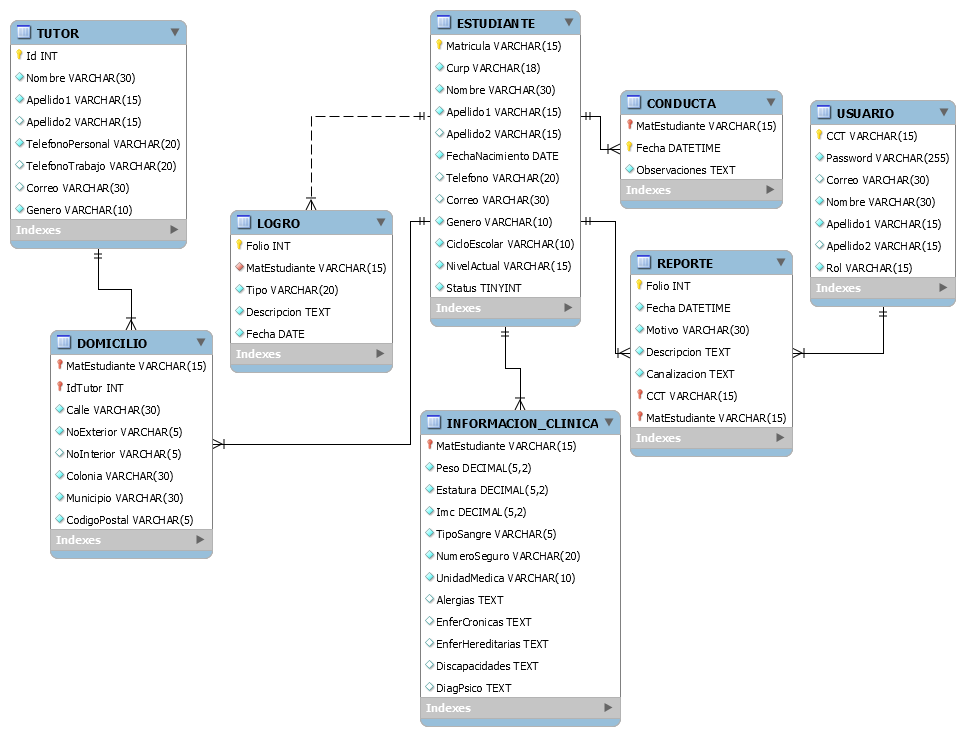 TUTOR
Id INT
Nombre VARCHAR(30)
Apellido1 VARCHAR(15)
Apellido2 VARCHAR(15)
TelefonoPersonal VARCHAR(20)
TelefonoTrabajo VARCHAR(20)
Correo VARCHAR(30)
Genero VARCHAR(10)
Indexes
DOMICILIO
MatEstudiante VARCHAR(15)
IdTutor INT
Calle VARCHAR(30)
NoExterior VARCHAR(5)
NoInterior VARCHAR(5)
Colonia VARCHAR(30)
Municipio VARCHAR(30)
CodigoPostal VARCHAR(5)
Indexes
LOGRO
Folio INT
MatEstudiante VARCHAR(15)
Tipo VARCHAR(20)
Descripcion TEXT
Fecha DATE
Indexes
ESTUDIANTE
Matricula VARCHAR(15)
Curp VARCHAR(18)
Nombre VARCHAR(30)
Apellido1 VARCHAR(15)
Apellido2 VARCHAR(15)
FechaNacimiento DATE
Telefono VARCHAR(20)
Correo VARCHAR(30)
Genero VARCHAR(10)
CicloEscolar VARCHAR(10)
NivelActual VARCHAR(15)
Status TINYINT
Indexes
INFORMACION_CLINICA
MatEstudiante VARCHAR(15)
Peso DECIMAL(5,2)
Estatura DECIMAL(5,2)
Imc DECIMAL(5,2)
TipoSangre VARCHAR(5)
NumeroSeguro VARCHAR(20)
UnidadMedica VARCHAR(10)
Alergias TEXT
EnferCronicas TEXT
EnferHereditarias TEXT
Discapacidades TEXT
DiagPsico TEXT
Indexes
CONDUCTA
MatEstudiante VARCHAR(15)
Fecha DATETIME
Observaciones TEXT
Indexes
REPORTE
Folio INT
Fecha DATETIME
Motivo VARCHAR(30)
Descripcion TEXT
Canalizacion TEXT
CCT VARCHAR(15)
MatEstudiante VARCHAR(15)
Indexes
USUARIO
CCT VARCHAR(15)
Password VARCHAR(255)
Correo VARCHAR(30)
Nombre VARCHAR(30)
Apellido1 VARCHAR(15)
Apellido2 VARCHAR(15)
Rol VARCHAR(15)
Indexes